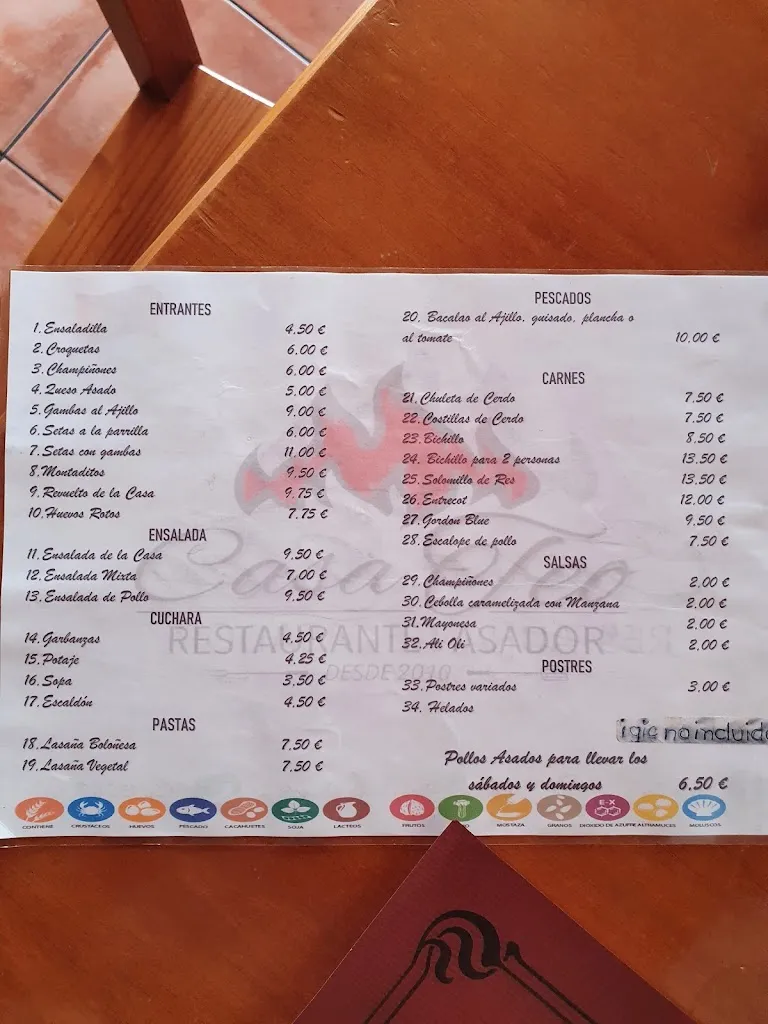 ENTRANTES
1. Ensaladilla 4.50 €
2. Croquetas 6.00 €
3. Champiñones 6.00 €
4. Queso Asado 5.00 €
5. Gambas al Ajillo 9.00 €
6. Setas a la parrilla 6.00 €
7. Setas con gambas 11.00 €
8. Montaditos 9.50 €
9. Revuelto de la Casa 9.75 €
10. Huevos Rotos 7.75 €
ENSALADA
11. Ensalada de la Casa 9.50 €
12. Ensalada Mixta 7.00 €
13. Ensalada de Pollo 9.50 €
CUCHARA
14. Garbanzas 4.50 €
15. Potaje 4.25 €
16. Sopa 3.50 €
17. Escaldón 4.50 €
PASTAS
18. Lasaña Boloñesa 7.50 €
19. Lasaña Vegetal 7.50 €
PESCADOS
20. Bacalao al Ajillo, guisado, plancha o
al tomate 10.00 €
CARNES
21. Chuleta de Cerdo 7.50 €
22. Costillas de Cerdo 7.50 €
23. Bichillo 8.50 €
24. Bichillo para 2 personas 13.50 €
25. Solomillo de Res 13.50 €
26. Entrecot 12.00 €
27. Gordon Blue 9.50 €
28. Escalope de pollo 7.50 €
SALSAS
29. Champiñones 2.00 €
30. Cebolla caramelizada con Manzana 2.00 €
31. Mayonesa 2.00 €
32. Ali Oli 2.00 €
POSTRES
33. Postres variados 3.00 €
34. Helados
igic no incluido
Pollos Asados para llevar los
sábados y domingos 6.50 €
Casa Teo
RESTAURANTE ASADOR
DESDE 2010
CONTIENE CRUSTACEOS HUEVOS PESCADO CACAHUETES SOJA LÁCTEOS FRUTOS MOSTAZA GRANOS DIOXIDO DE AZUFRE ALTRAMUCES MOLUSCOS